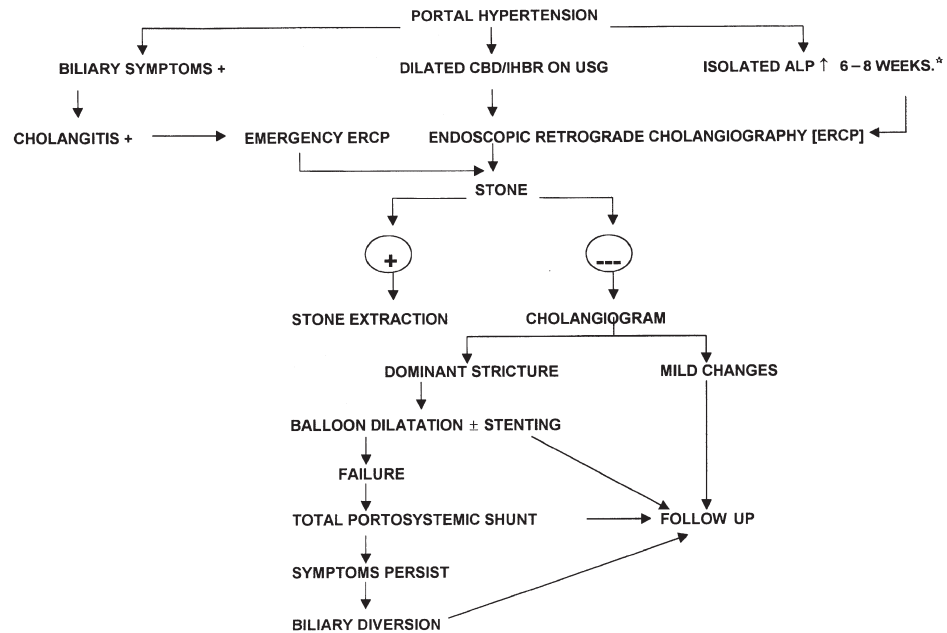 PORTAL HYPERTENSION
BILIARY SYMPTOMS +
DILATED CBD/IHBR ON USG
ISOLATED ALP ↑ 6 – 8 WEEKS.*
CHOLANGITIS +
EMERGENCY ERCP
ENDOSCOPIC RETROGRADE CHOLANGIOGRAPHY [ERCP]
STONE
+
---
STONE EXTRACTION
CHOLANGIOGRAM
DOMINANT STRICTURE
MILD CHANGES
BALLOON DILATATION ± STENTING
FAILURE
TOTAL PORTOSYSTEMIC SHUNT
FOLLOW UP
SYMPTOMS PERSIST
BILIARY DIVERSION